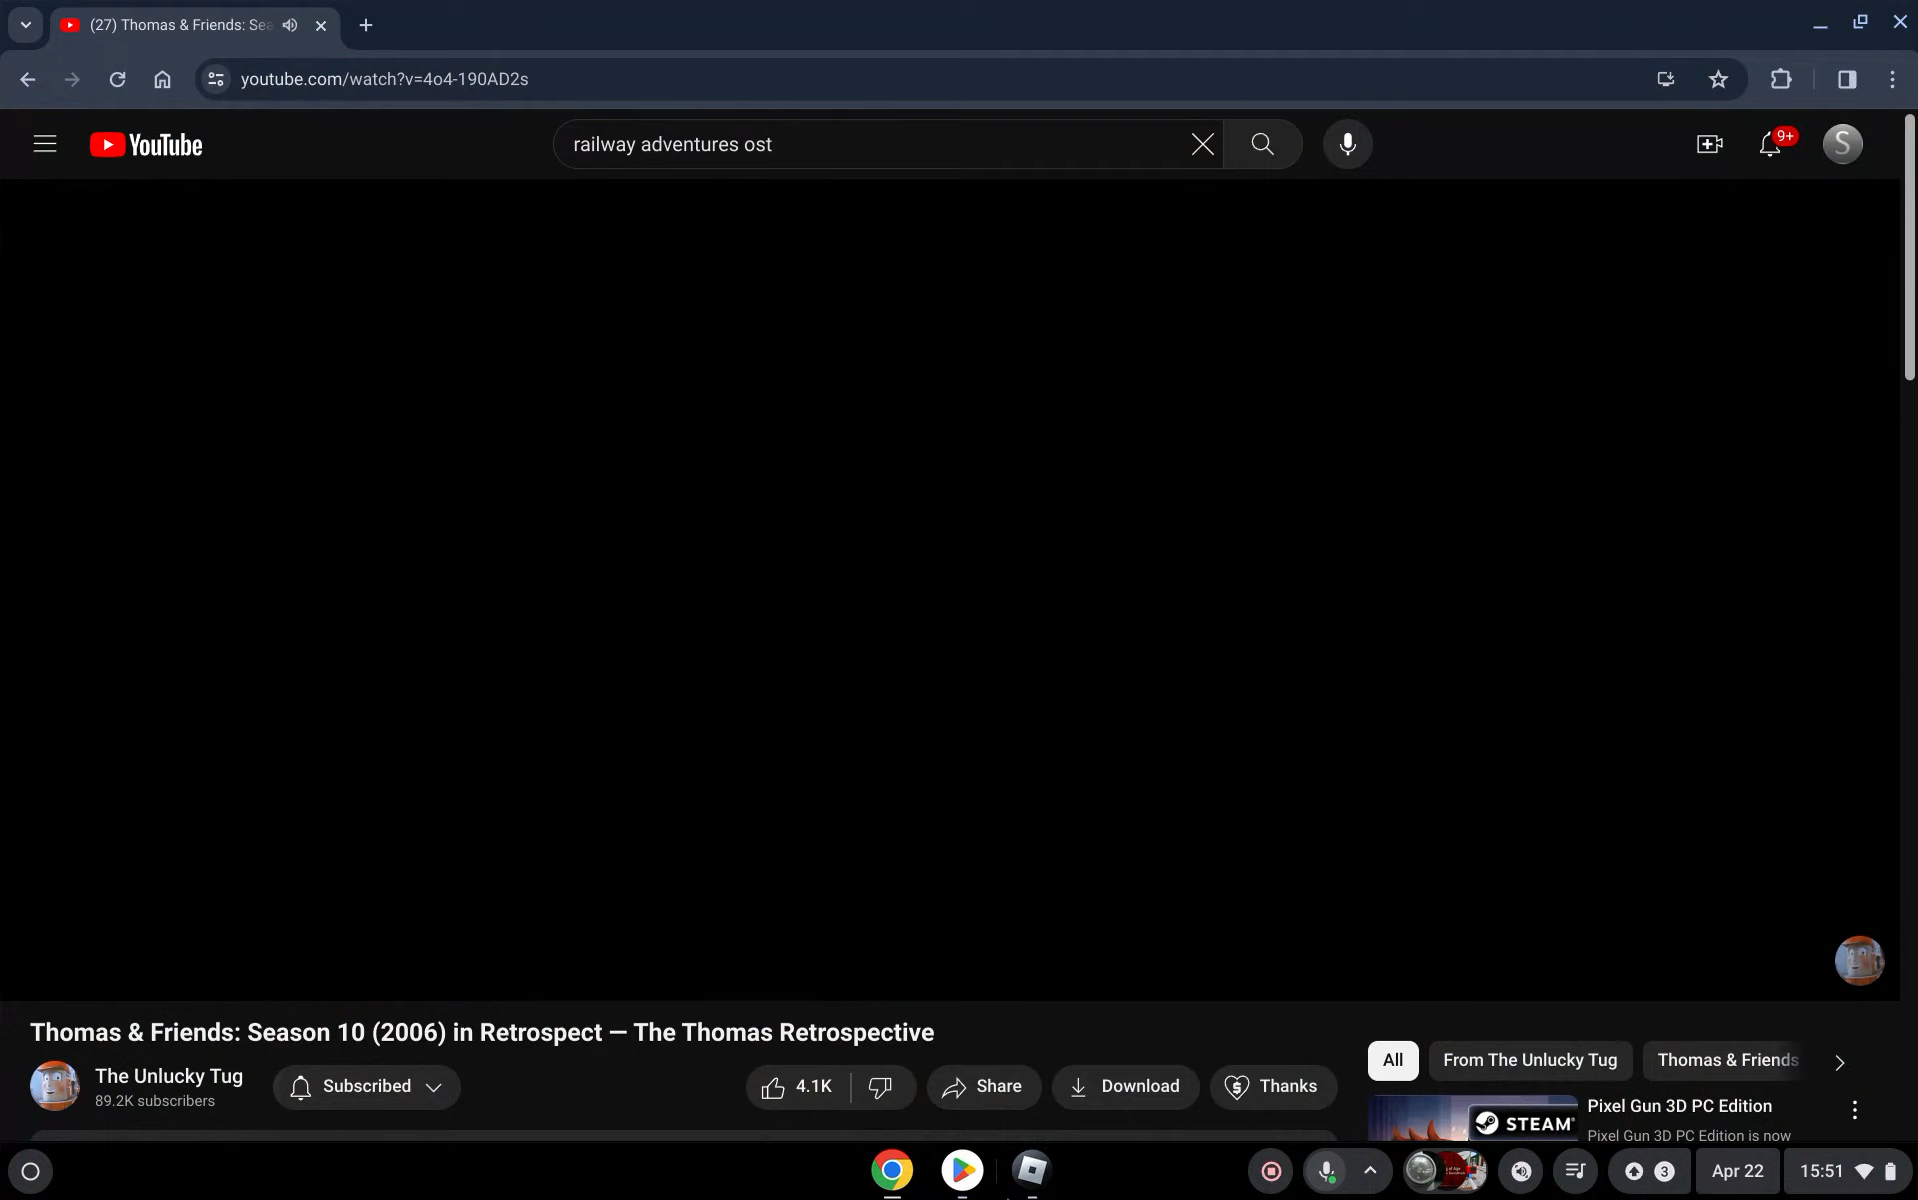 (27) Thomas & Friends: Sea
youtube.com/watch?v=4o4-190AD2s
YouTube
railway adventures ost
9+
S
Thomas & Friends: Season 10 (2006) in Retrospect — The Thomas Retrospective
The Unlucky Tug
89.2K subscribers
Subscribed
4.1K
Share
Download
Thanks
All
From The Unlucky Tug
Thomas & Friends
STEAM
Pixel Gun 3D PC Edition
Pixel Gun 3D PC Edition is now
3
Apr 22
15:51